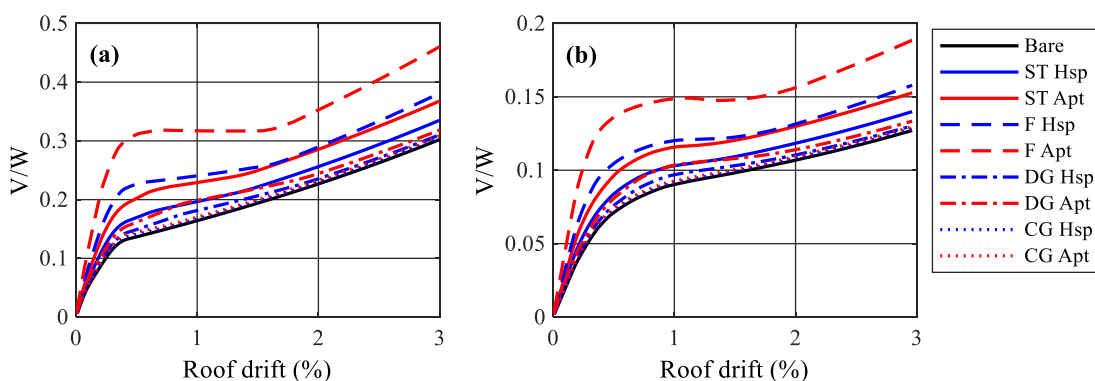 (a)
V/W
0.5
0.4
0.3
0.2
0.1
0
0 1 2 3
Roof drift (%)
(b)
V/W
0.2
0.15
0.1
0.05
0
0 1 2 3
Roof drift (%)
Bare
ST Hsp
ST Apt
F Hsp
F Apt
DG Hsp
DG Apt
CG Hsp
CG Apt